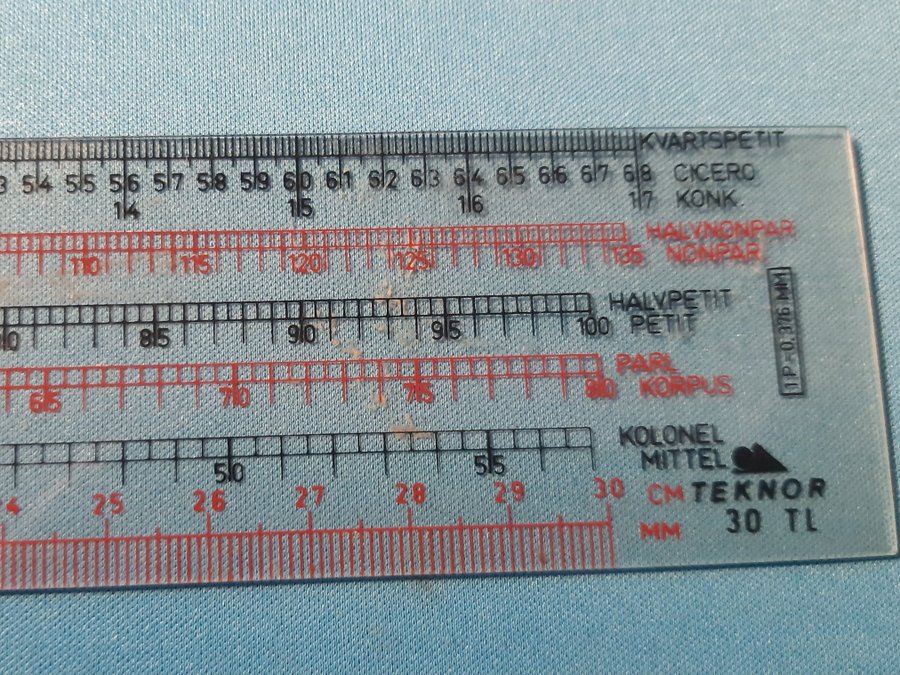 KVARTSPETIT
3 54 55 56 57 58 59 60 61 62 63 64 65 66 67 68 CICERO
14 15 16 17 KONK.
HALVNONPAR
110 115 120 125 130 135 NONPAR
HALVPETIT
80 85 90 95 100 PETIT
1 P=0,376 MM
PARL
65 70 75 80 KORPUS
KOLONEL
50 55 MITTEL
24 25 26 27 28 29 30 CM TEKNOR
MM 30 TL